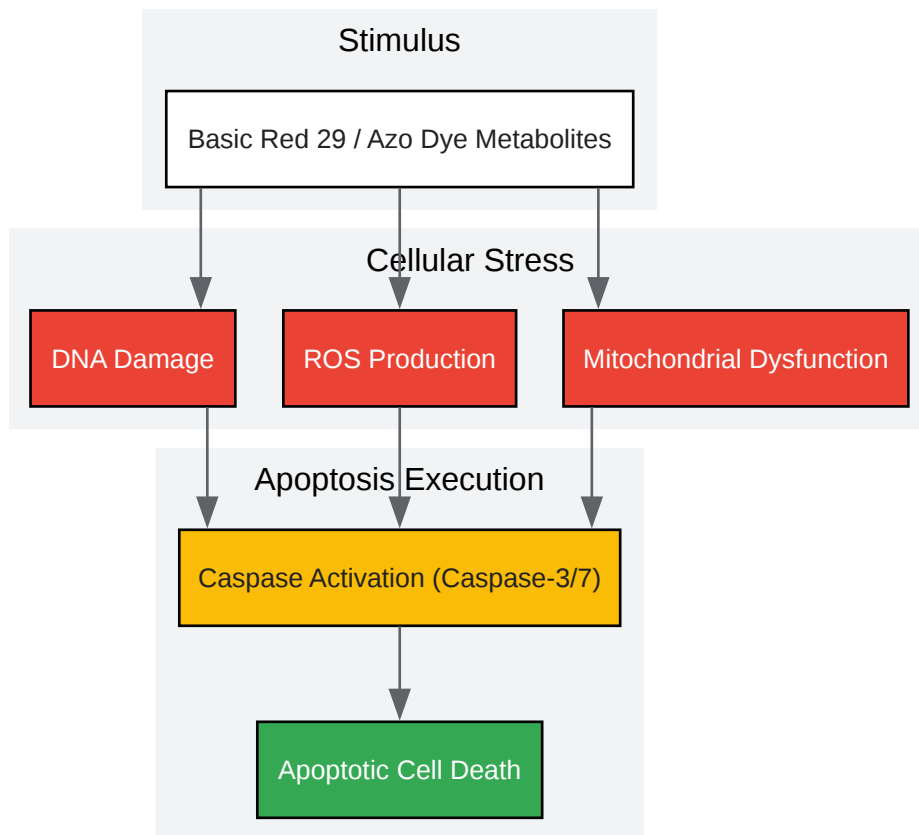 Stimulus
Basic Red 29 / Azo Dye Metabolites
Cellular Stress
DNA Damage
ROS Production
Mitochondrial Dysfunction
Apoptosis Execution
Caspase Activation (Caspase-3/7)
Apoptotic Cell Death